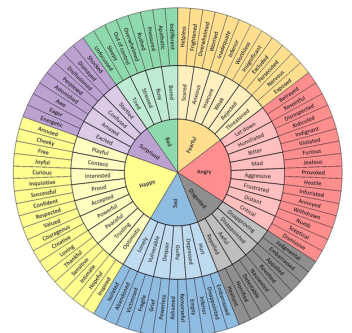 Bad
Fearful
Angry
Disgusted
Sad
Happy
Surprised
Scared
Anxious
Insecure
Weak
Rejected
Threatened
Let down
Humiliated
Bitter
Mad
Aggressive
Frustrated
Distant
Critical
Disapproving
Disappointed
Awful
Repelled
Hurt
Depressed
Guilty
Despair
Vulnerable
Lonely
Optimistic
Trusting
Peaceful
Powerful
Accepted
Proud
Interested
Content
Playful
Excited
Amazed
Confused
Startled
Tired
Stressed
Busy
Bored
Helpless
Frightened
Overwhelmed
Worried
Inadequate
Inferior
Worthless
Insignificant
Excluded
Persecuted
Nervous
Exposed
Betrayed
Resentful
Disrespected
Ridiculed
Indignant
Violated
Furious
Jealous
Provoked
Hostile
Infuriated
Annoyed
Withdrawn
Numb
Sceptical
Dismissive
Judgmental
Embarrassed
Appalled
Revolted
Nauseated
Detestable
Horrified
Hesitant
Embarrassed
Disappointed
Inferior
Empty
Remorseful
Ashamed
Powerless
Grief
Fragile
Victimized
Abandoned
Isolated
Inspired
Hopeful
Intimate
Sensitive
Thankful
Loving
Creative
Courageous
Valued
Respected
Confident
Successful
Inquisitive
Curious
Joyful
Free
Cheeky
Aroused
Energetic
Eager
Awe
Astonished
Perplexed
Disillusioned
Dismayed
Shocked
Unfocussed
Sleepy
Out of control
Overwhelmed
Rushed
Pressured
Apathetic
Indifferent